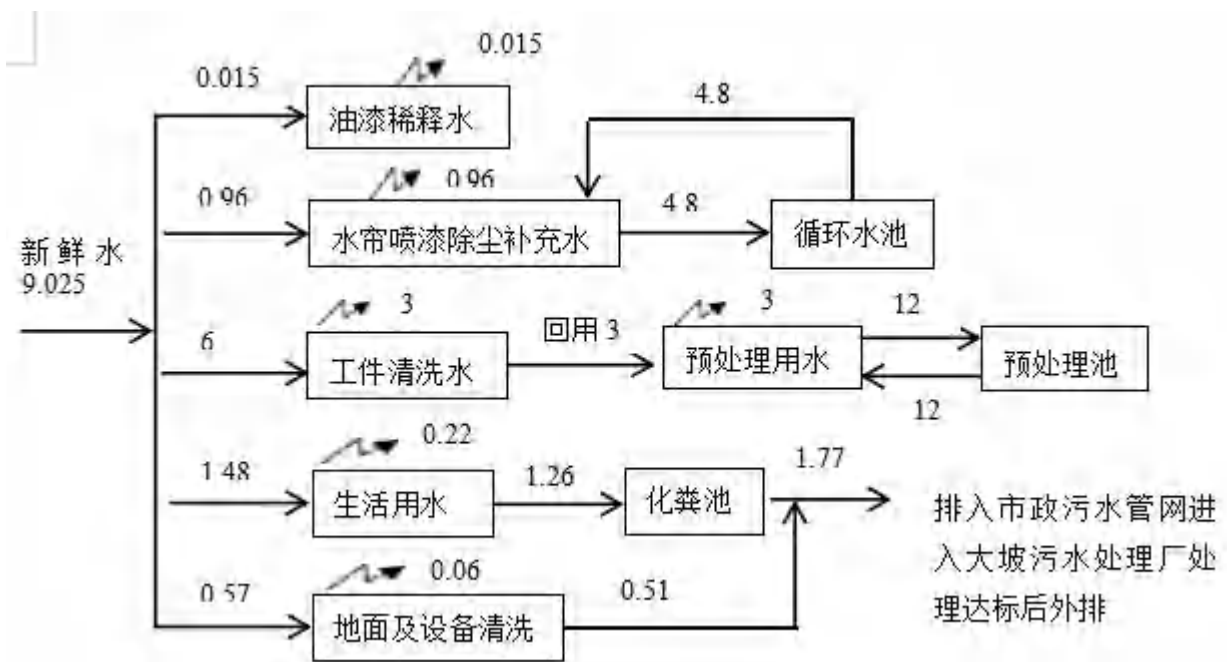 0.015
0.015
油漆稀释水
4.8
0 96
0 96
水帘喷漆除尘补充水
4 8
循环水池
新鲜水
9.025
6
3
工件清洗水
回用 3
3
预处理用水
12
预处理池
12
1 48
0.22
生活用水
1.26
化粪池
1.77
0 57
0.06
地面及设备清洗
0.51
排入市政污水管网进
入大坡污水处理厂处
理达标后外排